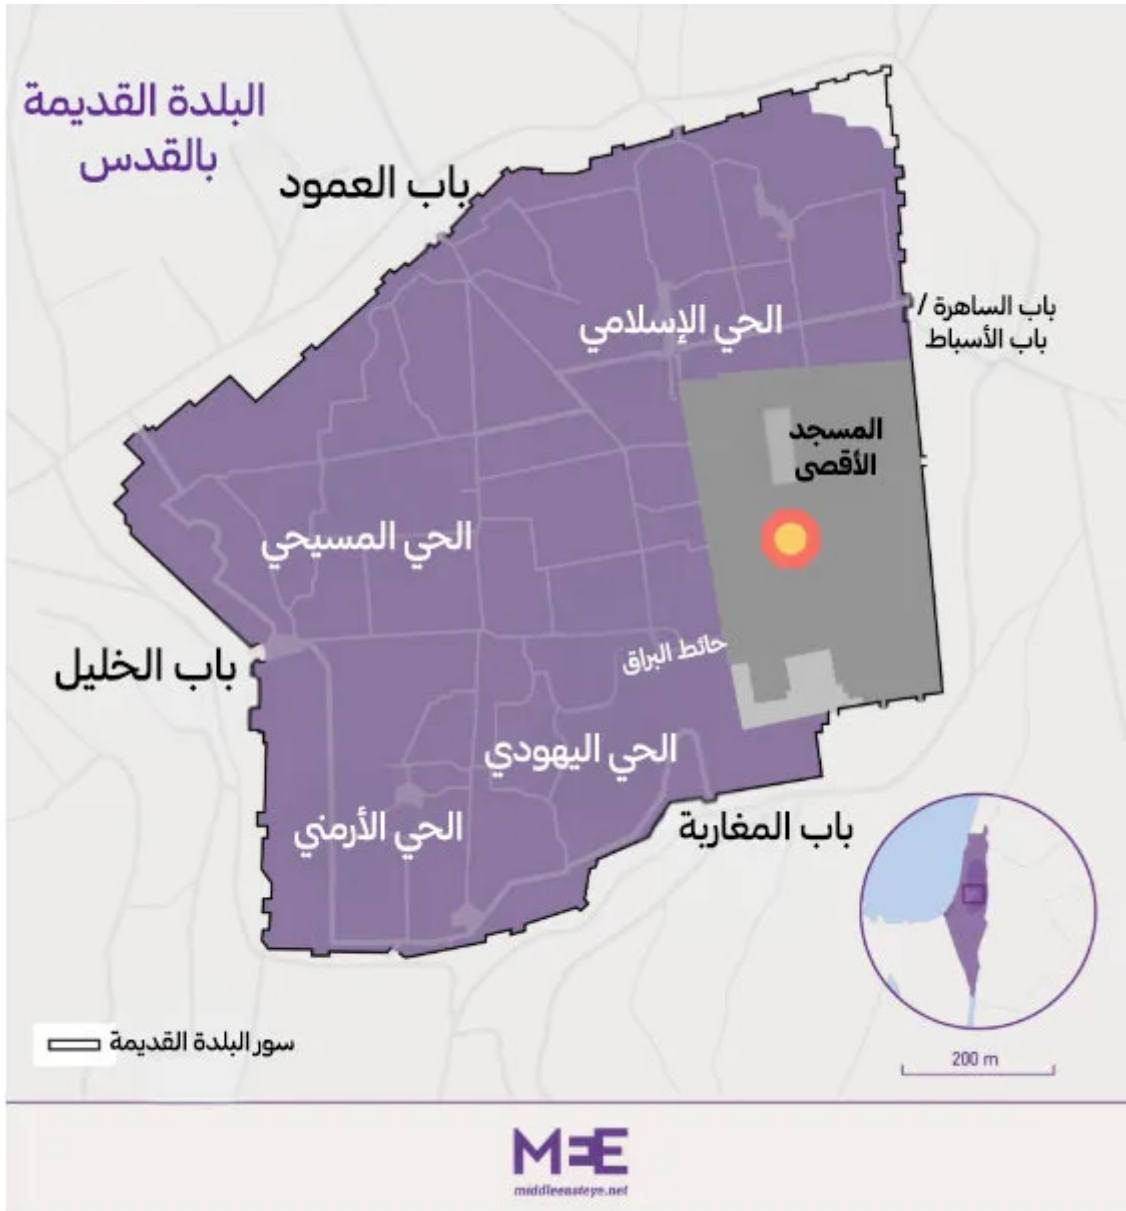 البلدة القديمة
بالقدس
باب العمود
باب الساهرة /
باب الأسباط
الحي الإسلامي
المسجد
الأقصى
الحي المسيحي
حائط البراق
باب الخليل
الحي اليهودي
الحي الأرمني
باب المغاربة
سور البلدة القديمة
200 m
MEE
middleeasteye.net